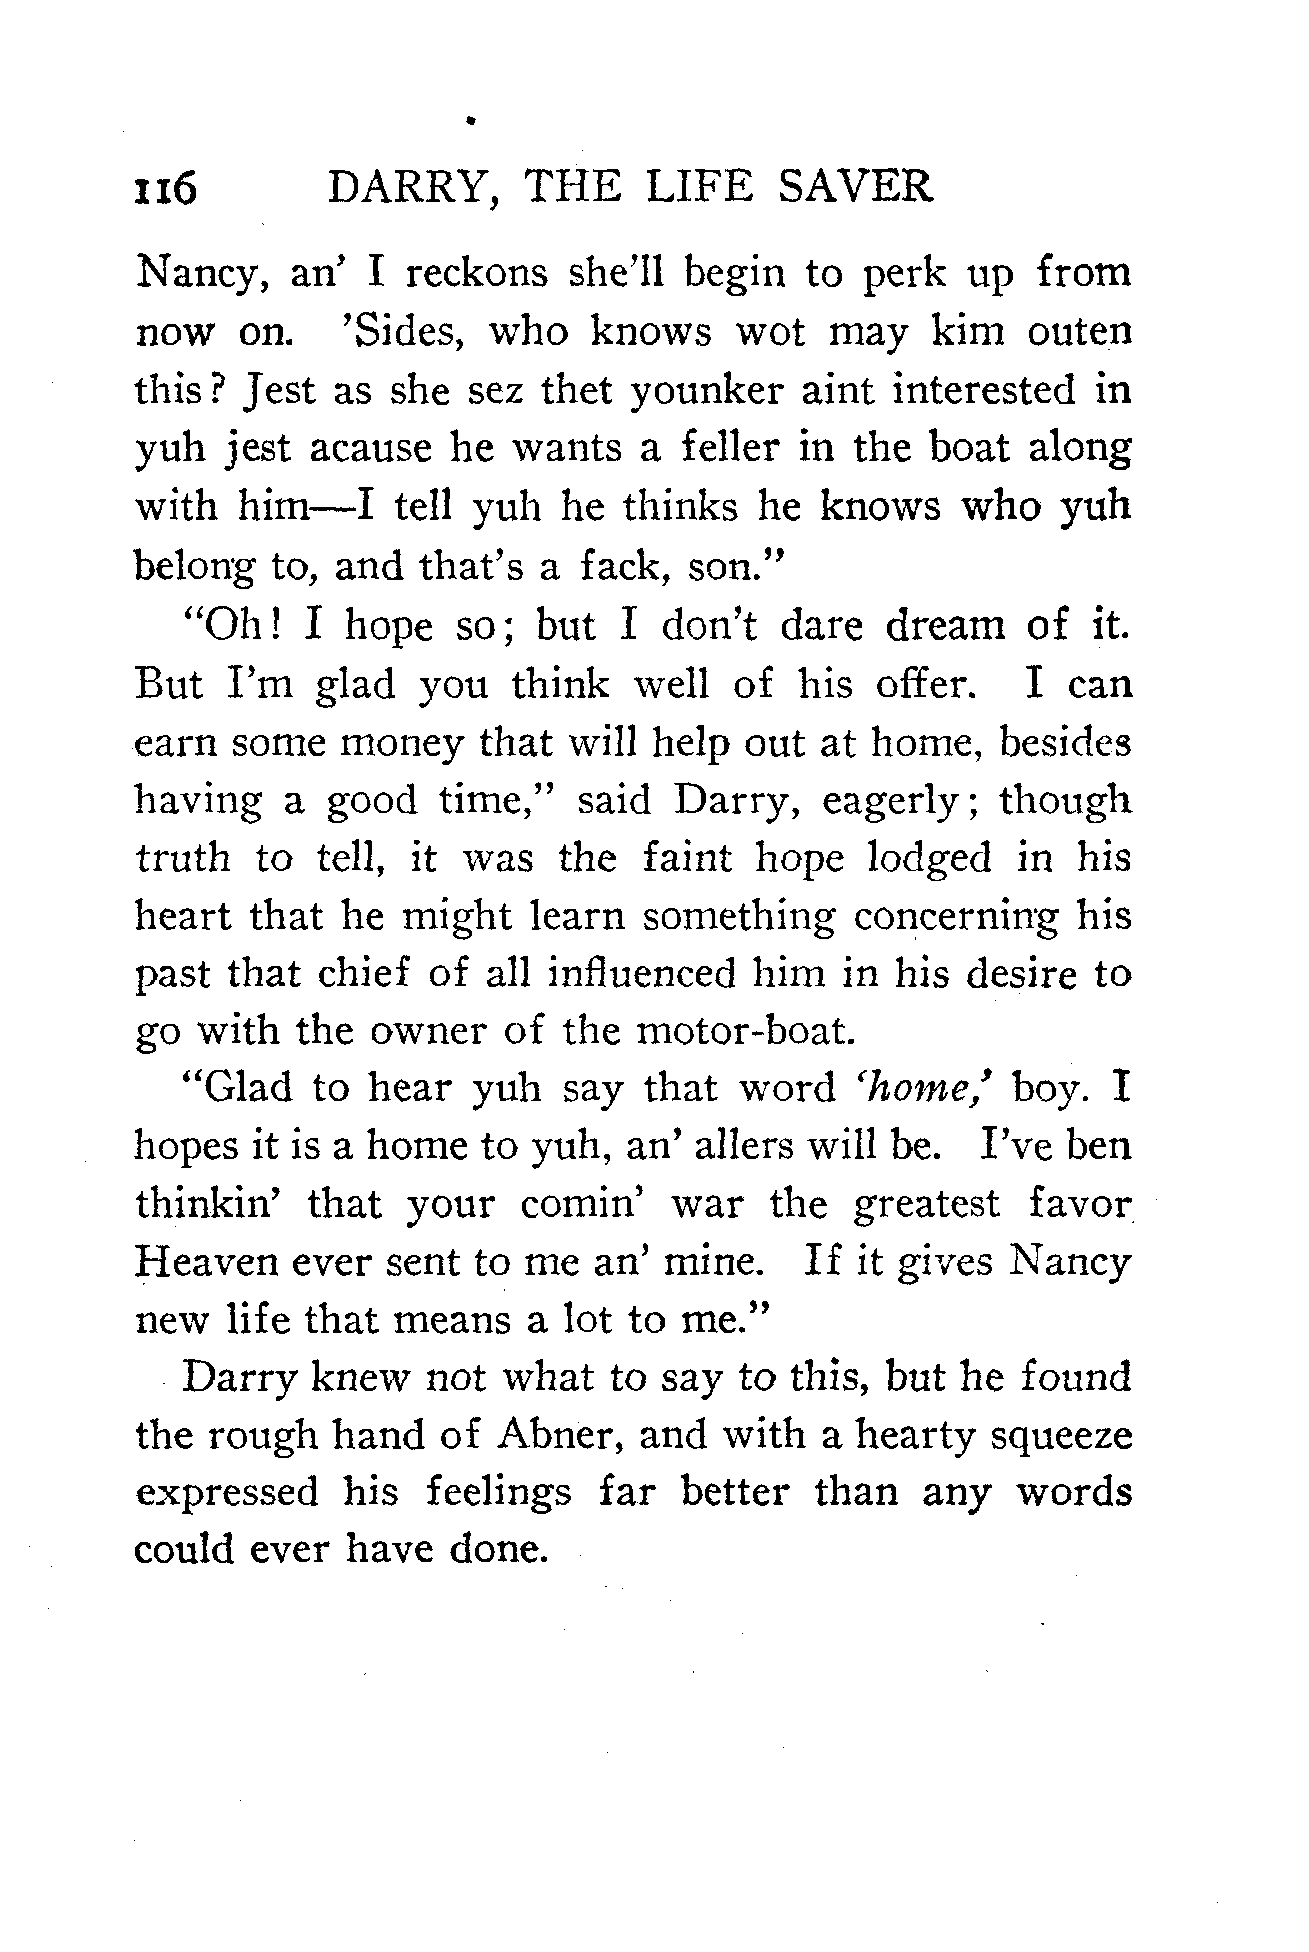 116 DARRY, THE LIFE SAVER
Nancy, an' I reckons she'll begin to perk up from
now on. 'Sides, who knows wot may kim outen
this? Jest as she sez thet younker aint interested in
yuh jest acause he wants a feller in the boat along
with him—I tell yuh he thinks he knows who yuh
belong to, and that's a fack, son."
"Oh! I hope so; but I don't dare dream of it.
But I'm glad you think well of his offer. I can
earn some money that will help out at home, besides
having a good time," said Darry, eagerly; though
truth to tell, it was the faint hope lodged in his
heart that he might learn something concerning his
past that chief of all influenced him in his desire to
go with the owner of the motor-boat.
"Glad to hear yuh say that word 'home,' boy. I
hopes it is a home to yuh, an' allers will be. I've ben
thinkin' that your comin' war the greatest favor
Heaven ever sent to me an' mine. If it gives Nancy
new life that means a lot to me."
Darry knew not what to say to this, but he found
the rough hand of Abner, and with a hearty squeeze
expressed his feelings far better than any words
could ever have done.